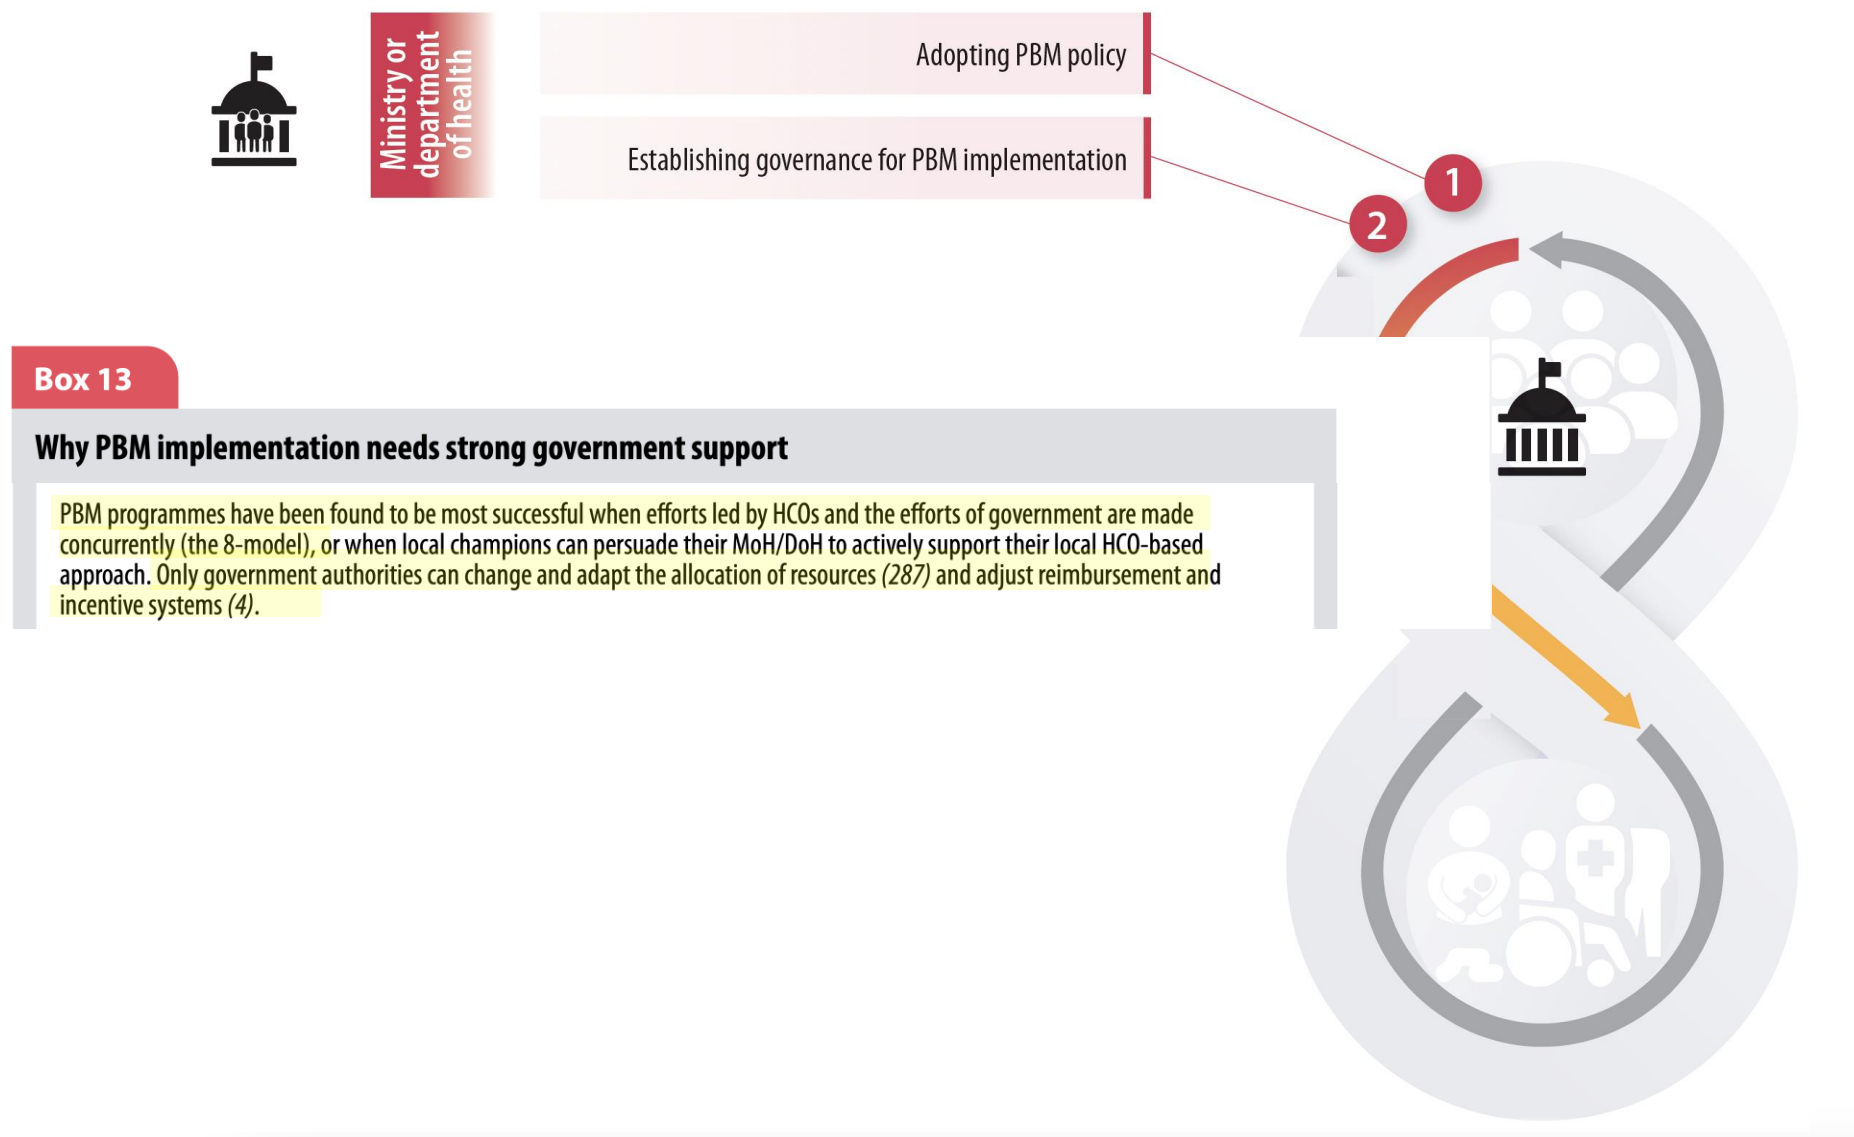 Ministry or
department
of health
Adopting PBM policy
Establishing governance for PBM implementation
1
2
Box 13
Why PBM implementation needs strong government support
PBM programmes have been found to be most successful when efforts led by HCOs and the efforts of government are made
concurrently (the 8-model), or when local champions can persuade their MoH/DoH to actively support their local HCO-based
approach. Only government authorities can change and adapt the allocation of resources (287) and adjust reimbursement and
incentive systems (4).